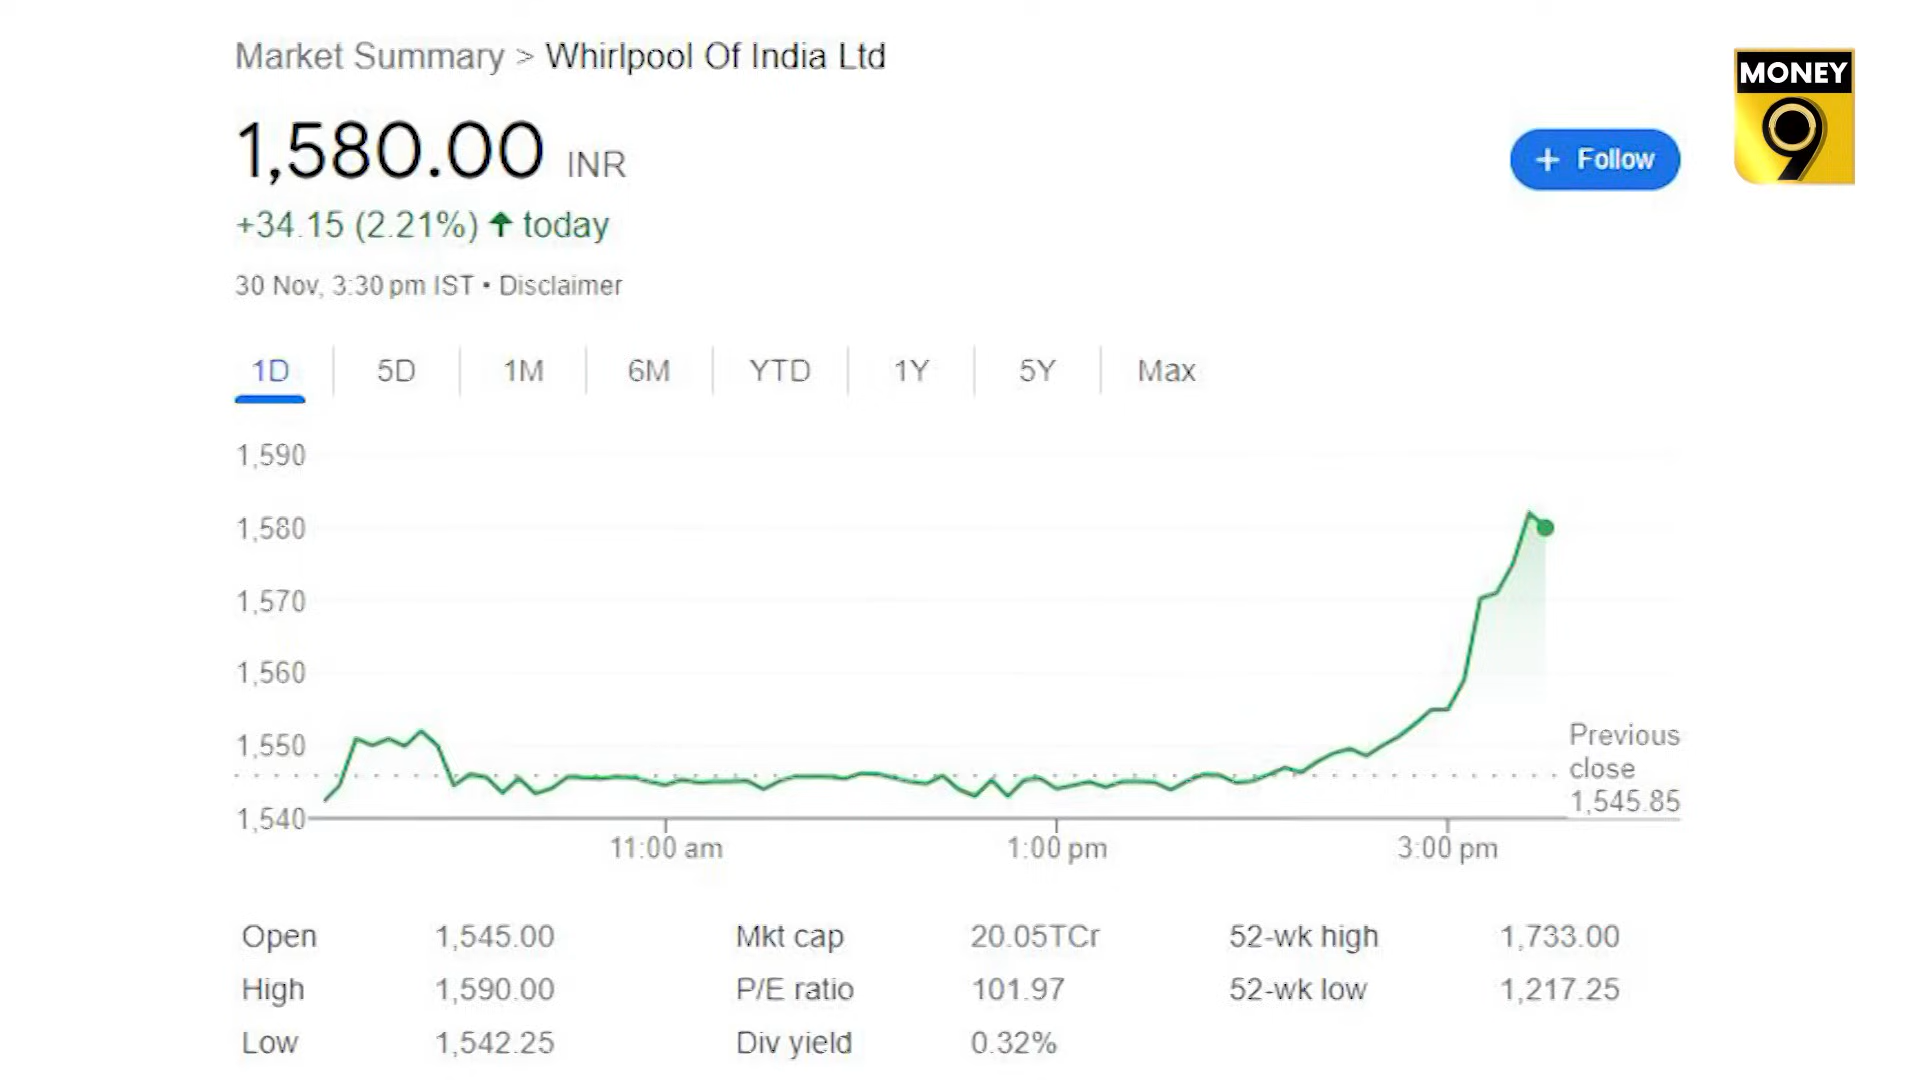 Market Summary > Whirlpool Of India Ltd
MONEY
9
1,580.00 INR
+ Follow
+34.15 (2.21%) ↑ today
30 Nov, 3:30 pm IST • Disclaimer
1D 5D 1M 6M YTD 1Y 5Y Max
1,590
1,580
1,570
1,560
1,550
1,540
Previous
close
1,545.85
11:00 am 1:00 pm 3:00 pm
Open 1,545.00 Mkt cap 20.05TCr 52-wk high 1,733.00
High 1,590.00 P/E ratio 101.97 52-wk low 1,217.25
Low 1,542.25 Div yield 0.32%